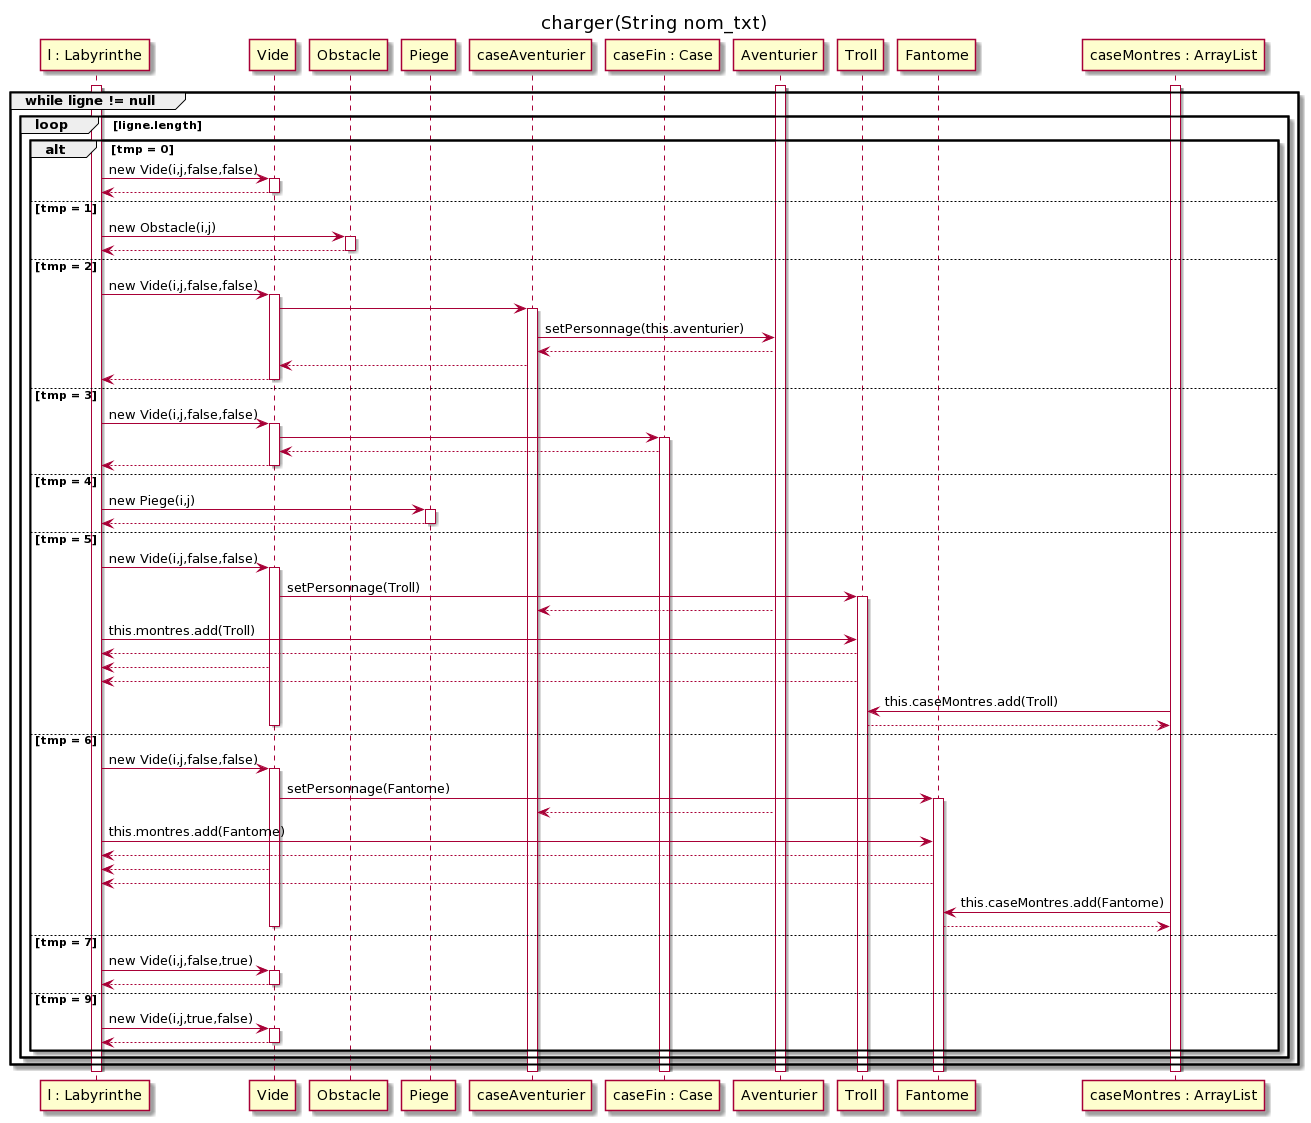 charger(String nom_txt)
l : Labyrinthe Vide Obstacle Piege caseAventurier caseFin : Case Aventurier Troll Fantome caseMontres : ArrayList
while ligne != null
loop [ligne.length]
alt [tmp = 0]
new Vide(i,j,false,false)
[tmp = 1]
new Obstacle(i,j)
[tmp = 2]
new Vide(i,j,false,false)
setPersonnage(this.aventurier)
[tmp = 3]
new Vide(i,j,false,false)
[tmp = 4]
new Piege(i,j)
[tmp = 5]
new Vide(i,j,false,false)
setPersonnage(Troll)
this.montres.add(Troll)
this.caseMontres.add(Troll)
[tmp = 6]
new Vide(i,j,false,false)
setPersonnage(Fantome)
this.montres.add(Fantome)
this.caseMontres.add(Fantome)
[tmp = 7]
new Vide(i,j,false,true)
[tmp = 9]
new Vide(i,j,true,false)
l : Labyrinthe Vide Obstacle Piege caseAventurier caseFin : Case Aventurier Troll Fantome caseMontres : ArrayList